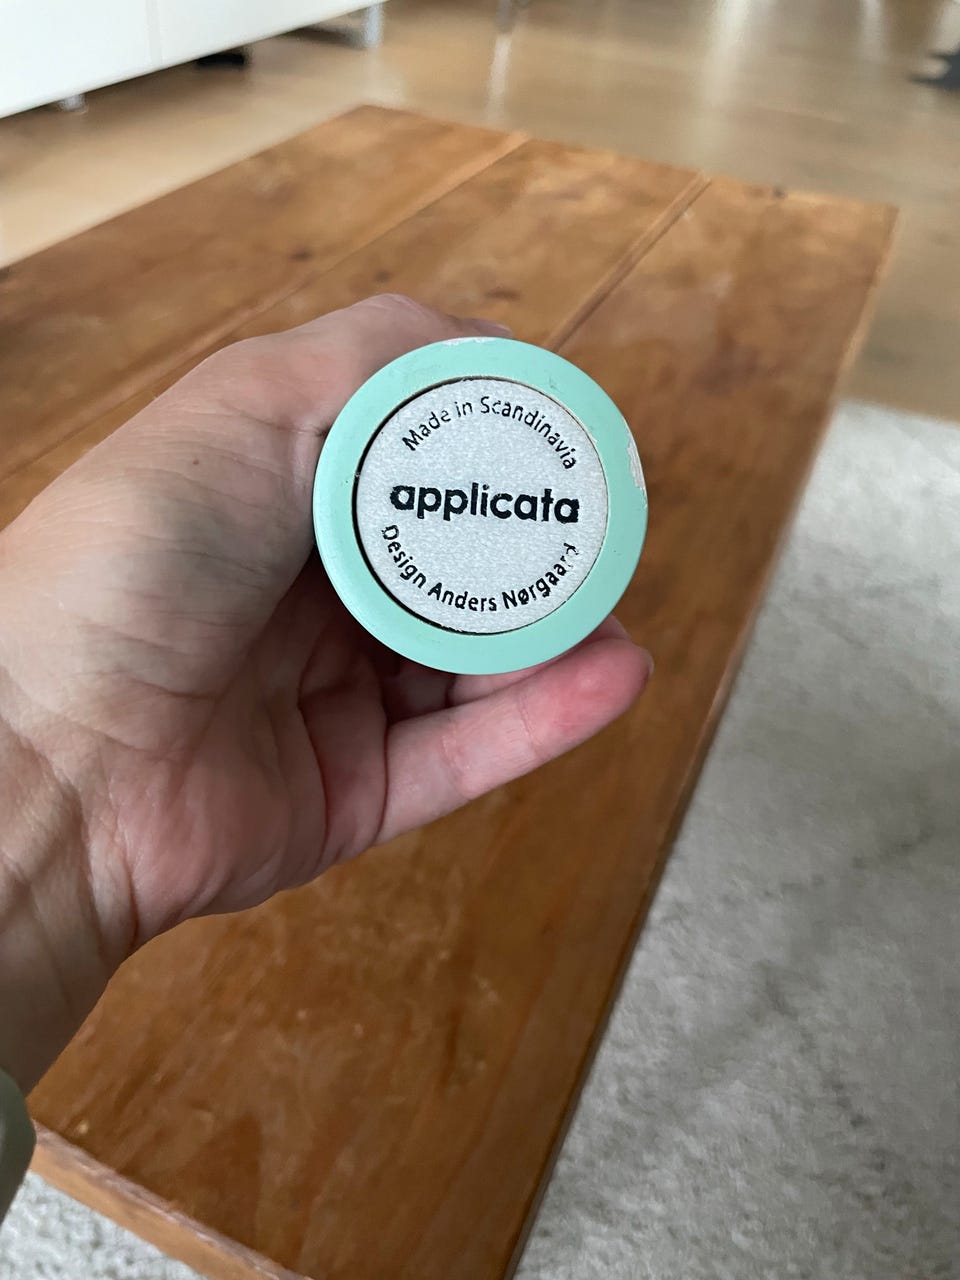 Made in Scandinavia
applicata
Design Anders Nørgaard